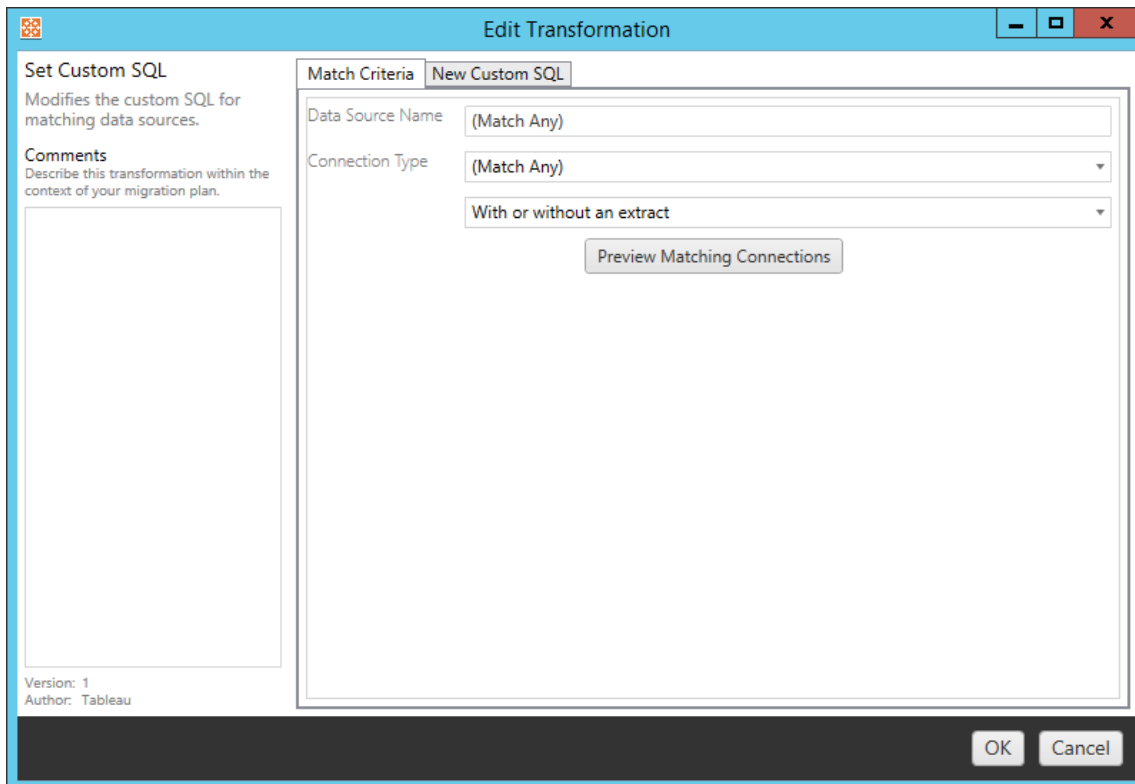 Edit Transformation
X
Set Custom SQL
Modifies the custom SQL for
matching data sources.
Comments
Describe this transformation within the
context of your migration plan.
Version: 1
Author: Tableau
Match Criteria
New Custom SQL
Data Source Name
(Match Any)
Connection Type
(Match Any)
With or without an extract
Preview Matching Connections
OK
Cancel